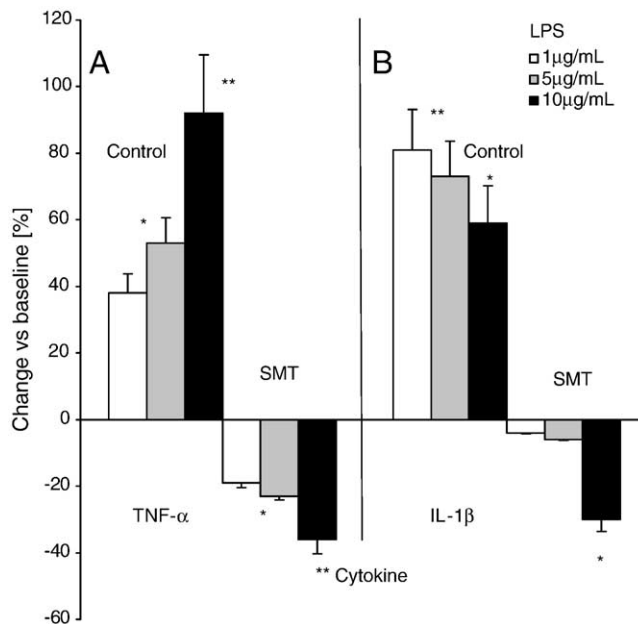 LPS
1μg/mL
5μg/mL
10μg/mL
A
B
Change vs baseline [%]
120
100
80
60
40
20
0
-20
-40
-60
**
Control
*
**
Control
*
SMT
SMT
TNF-α
*
IL-1β
** Cytokine
*